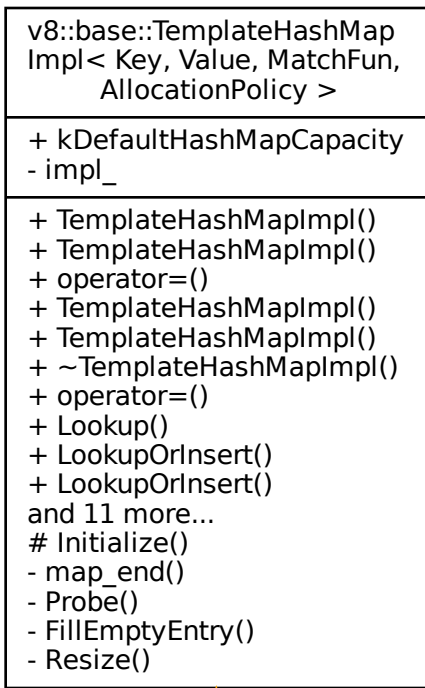 v8::base::TemplateHashMap
Impl< Key, Value, MatchFun,
AllocationPolicy >
+ kDefaultHashMapCapacity
- impl_
+ TemplateHashMapImpl()
+ TemplateHashMapImpl()
+ operator=()
+ TemplateHashMapImpl()
+ TemplateHashMapImpl()
+ ~TemplateHashMapImpl()
+ operator=()
+ Lookup()
+ LookupOrInsert()
+ LookupOrInsert()
and 11 more...
# Initialize()
- map_end()
- Probe()
- FillEmptyEntry()
- Resize()